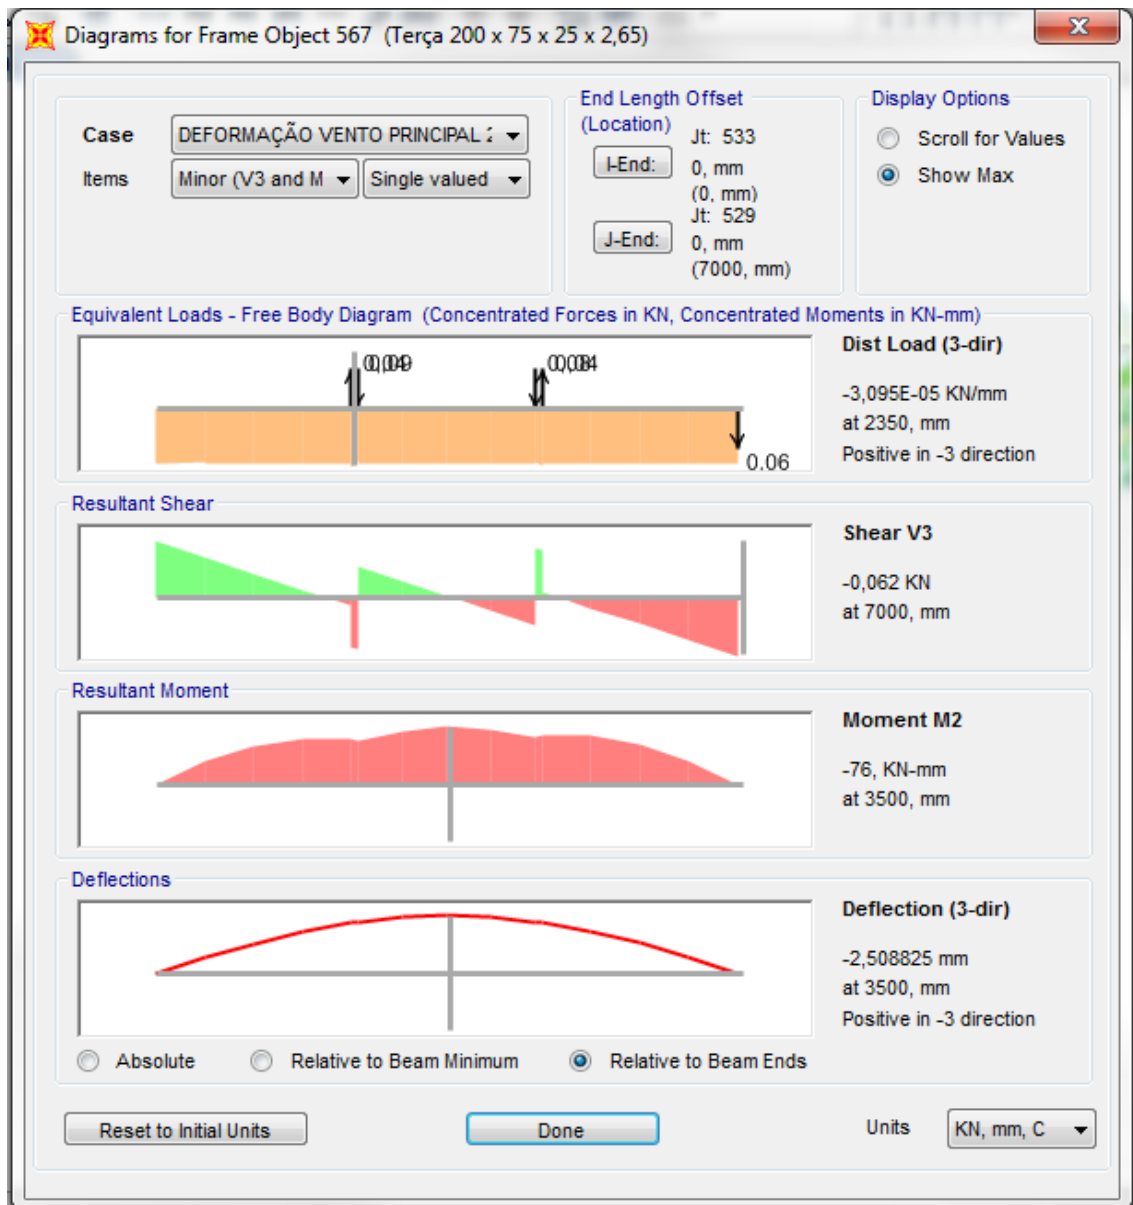 Diagrams for Frame Object 567 (Terça 200 x 75 x 25 x 2,65)
X
Case
DEFORMAÇÃO VENTO PRINCIPAL 2
Items
Minor (V3 and M
Single valued
End Length Offset
(Location)
Jt: 533
I-End:
0, mm
(0, mm)
Jt: 529
J-End:
0, mm
(7000, mm)
Display Options
Scroll for Values
Show Max
Equivalent Loads - Free Body Diagram (Concentrated Forces in KN, Concentrated Moments in KN-mm)
0.06
Dist Load (3-dir)
-3,095E-05 KN/mm
at 2350, mm
Positive in -3 direction
Resultant Shear
Shear V3
-0,062 KN
at 7000, mm
Resultant Moment
Moment M2
-76, KN-mm
at 3500, mm
Deflections
Deflection (3-dir)
-2,508825 mm
at 3500, mm
Positive in -3 direction
Absolute
Relative to Beam Minimum
Relative to Beam Ends
Reset to Initial Units
Done
Units
KN, mm, C